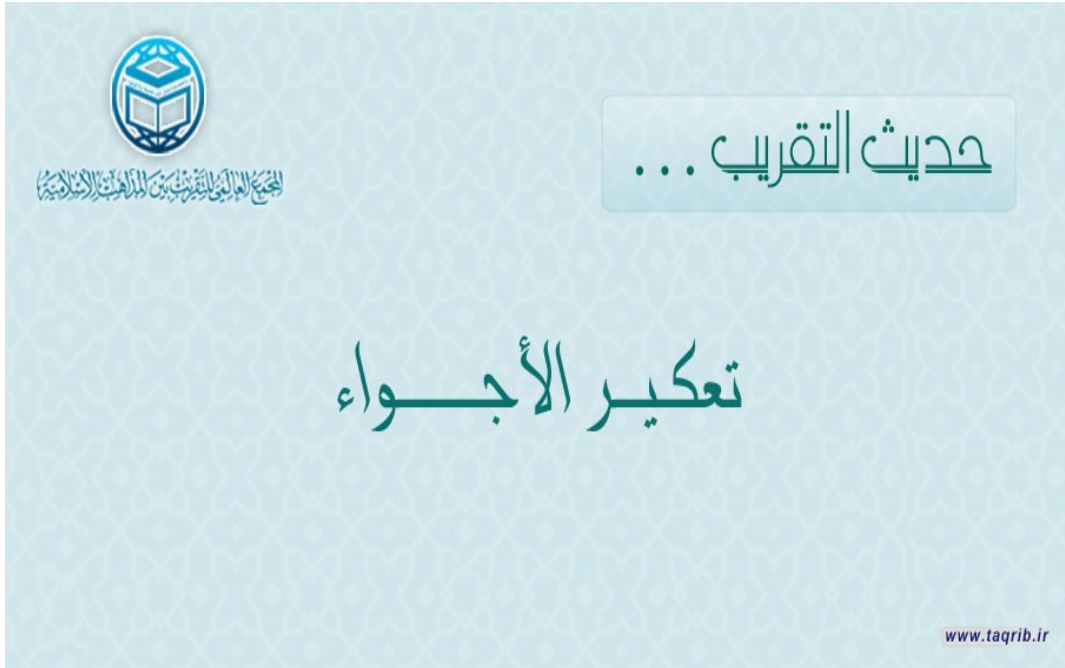 حديث التقريب ...
المجمع العالمي للتقريب بين المذاهب الإسلامية
تعكيـر الأجـــواء
www.taqrib.ir